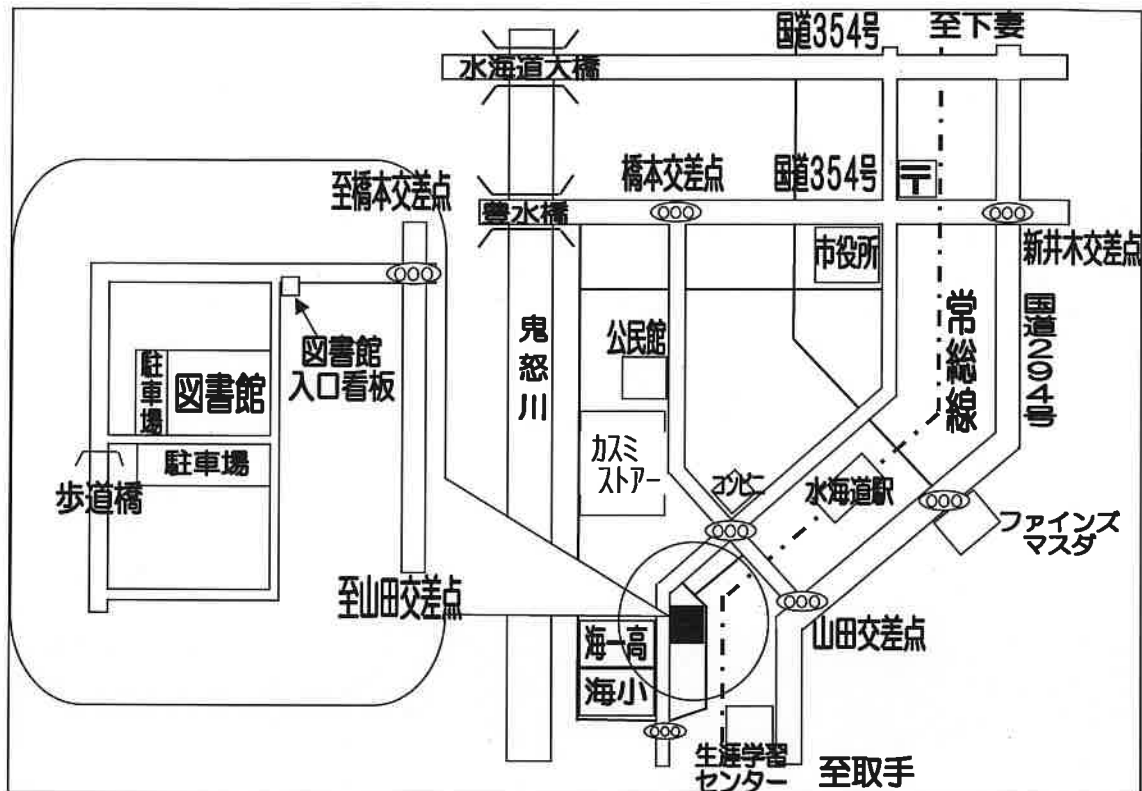 国道354号
至下妻
水海道大橋
至橋本交差点
橋本交差点
国道354号
〒
豊水橋
市役所
新井木交差点
図書館
入口看板
鬼怒川
公民館
常総線
国道294号
駐車場
図書館
駐車場
歩道橋
カスミ
ストアー
コンビニ
水海道駅
ファインズ
マスダ
至山田交差点
海一高
海小
山田交差点
生涯学習
センター
至取手